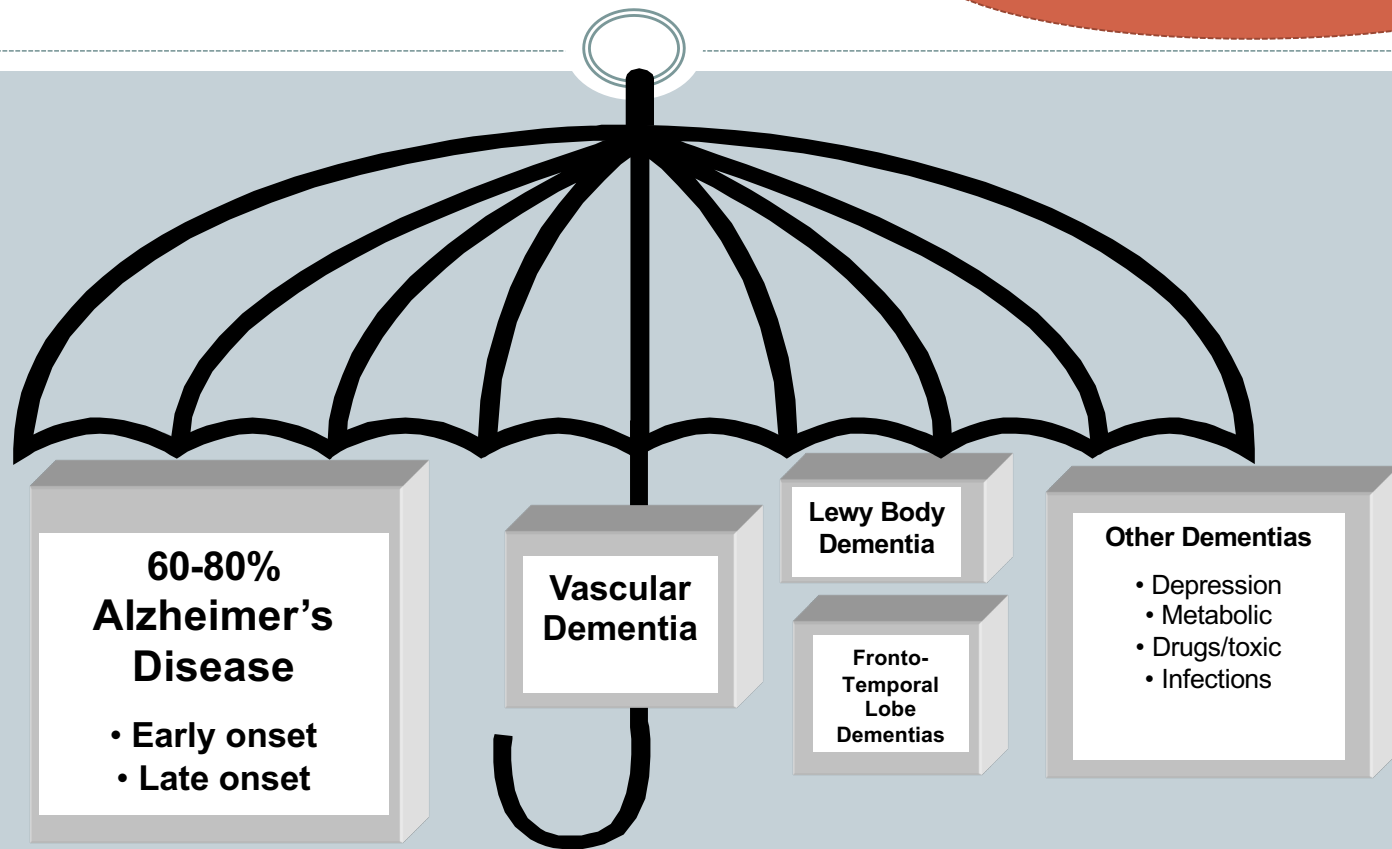 60-80%
Alzheimer’s
Disease
• Early onset
• Late onset
Vascular
Dementia
Lewy Body
Dementia
Fronto-
Temporal
Lobe
Dementias
Other Dementias
• Depression
• Metabolic
• Drugs/toxic
• Infections